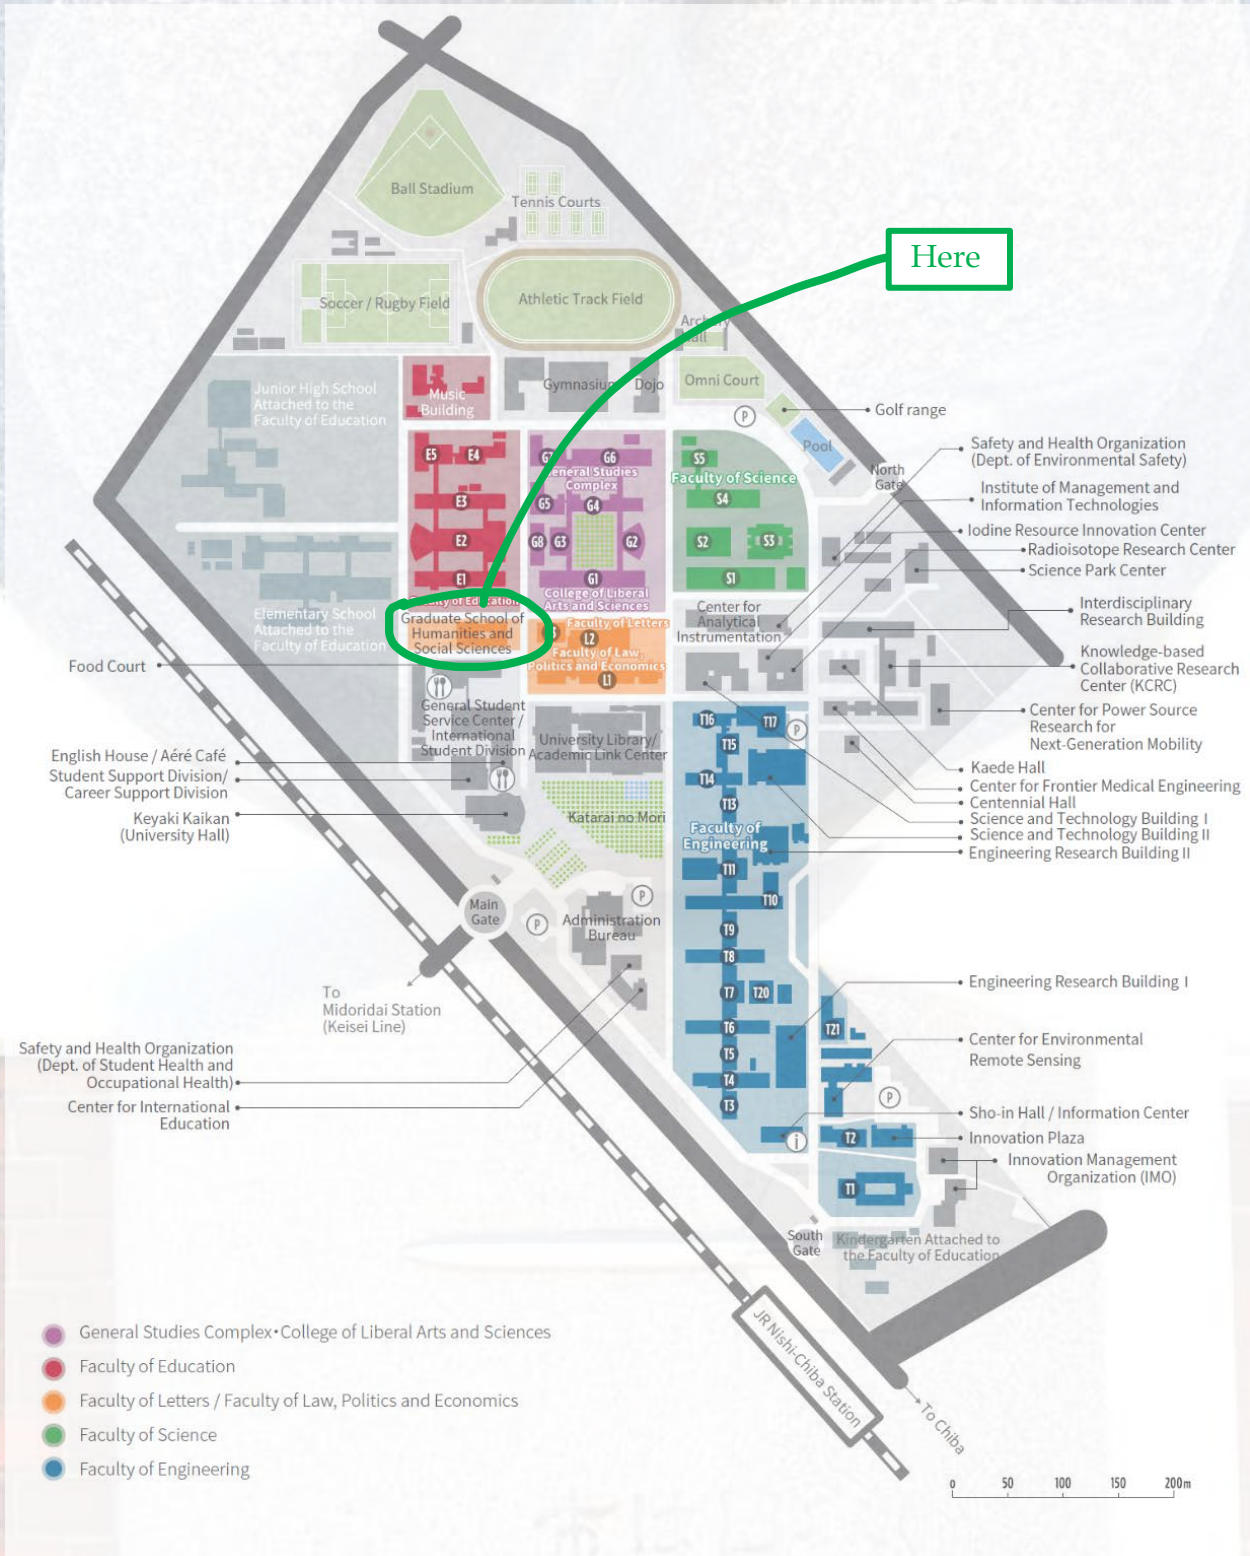 Ball Stadium
Tennis Courts
Here
Soccer / Rugby Field
Athletic Track Field
Archery
Hall
Junior High School
Attached to the
Faculty of Education
Music
Building
Gymnasium
Dojo
Omni Court
P
Golf range
Pool
North
Gate
Safety and Health Organization
(Dept. of Environmental Safety)
Institute of Management and
Information Technologies
Iodine Resource Innovation Center
Radioisotope Research Center
Science Park Center
Interdisciplinary
Research Building
Knowledge-based
Collaborative Research
Center (KCRC)
Center for Power Source
Research for
Next-Generation Mobility
Kaede Hall
Center for Frontier Medical Engineering
Centennial Hall
Science and Technology Building I
Science and Technology Building II
Engineering Research Building II
E5
E4
E3
E2
E1
Faculty of Education
G7
G6
General Studies
Complex
G5
G4
G8
G3
G2
G1
College of Liberal
Arts and Sciences
S5
Faculty of Science
S4
S2
S3
S1
Center for
Analytical
Instrumentation
Elementary School
Attached to the
Faculty of Education
Graduate School of
Humanities and
Social Sciences
Faculty of Letters
L2
Faculty of Law,
Politics and Economics
L1
Food Court
General Student
Service Center /
International
Student Division
University Library/
Academic Link Center
English House / Aéré Café
Student Support Division/
Career Support Division
Keyaki Kaikan
(University Hall)
Katarai no Mori
T16
T17
P
T15
T14
T13
Faculty of
Engineering
T11
T10
T9
T8
T7
T20
T6
T5
T4
T3
T21
Main
Gate
P
P
Administration
Bureau
To
Midoridai Station
(Keisei Line)
Safety and Health Organization
(Dept. of Student Health and
Occupational Health)
Center for International
Education
Engineering Research Building I
Center for Environmental
Remote Sensing
P
Sho-in Hall / Information Center
i
T2
Innovation Plaza
Innovation Management
Organization (IMO)
T1
South
Gate
Kindergarten Attached to
the Faculty of Education
JR Nishi-Chiba Station
To Chiba
General Studies Complex・College of Liberal Arts and Sciences
Faculty of Education
Faculty of Letters / Faculty of Law, Politics and Economics
Faculty of Science
Faculty of Engineering
0 50 100 150 200m